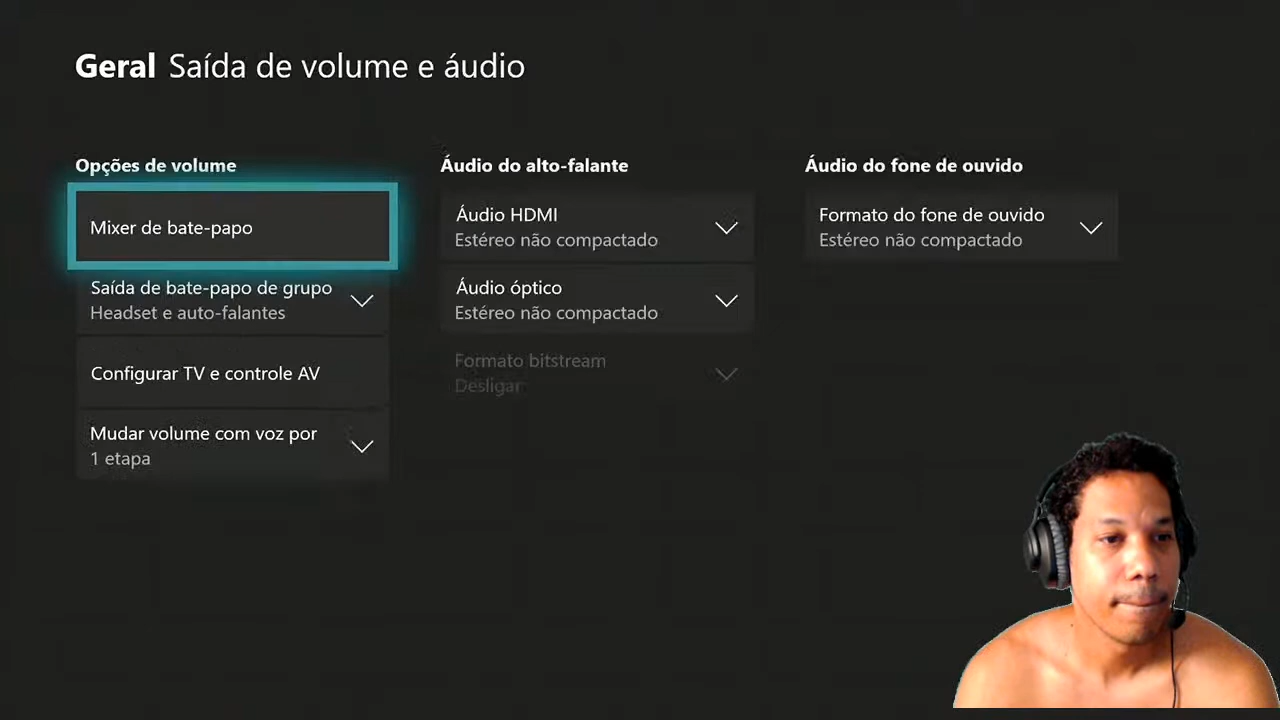 Geral Saída de volume e áudio
Opções de volume
Mixer de bate-papo
Saída de bate-papo de grupo
Headset e auto-falantes
Configurar TV e controle AV
Mudar volume com voz por
1 etapa
Áudio do alto-falante
Áudio HDMI
Estéreo não compactado
Áudio óptico
Estéreo não compactado
Formato bitstream
Desligar
Áudio do fone de ouvido
Formato do fone de ouvido
Estéreo não compactado